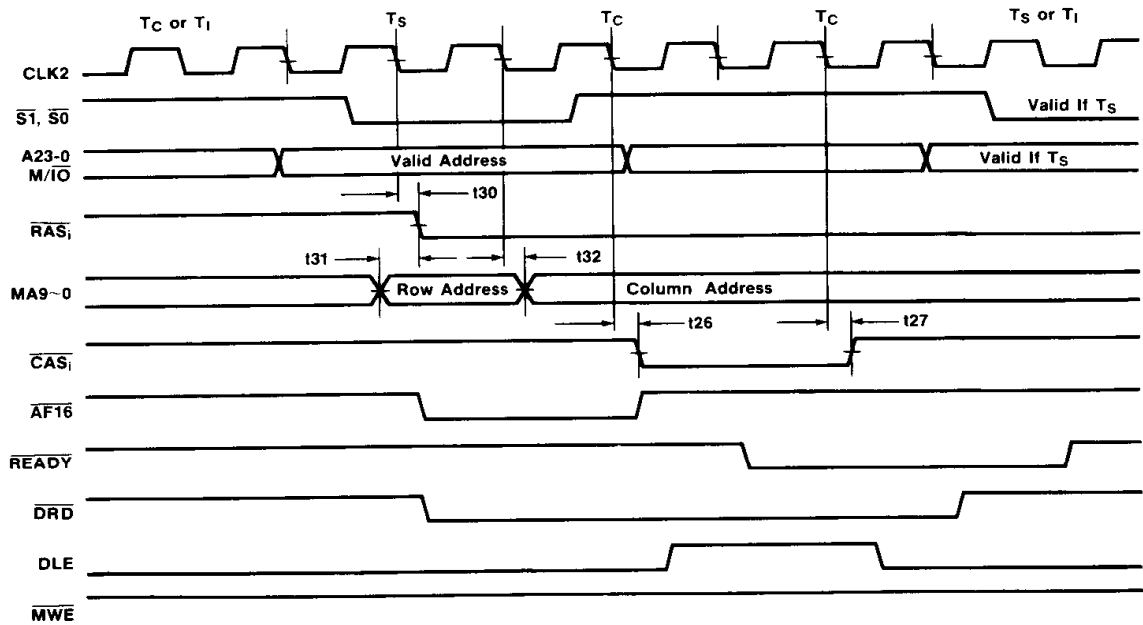 TC or TI TS TC TC TS or TI
CLK2
S1, S0 Valid If TS
A23-0 Valid Address Valid If TS
M/IO
t30
RASi
t31 t32
MA9~0 Row Address Column Address
t26 t27
CASi
AF16
READY
DRD
DLE
MWE